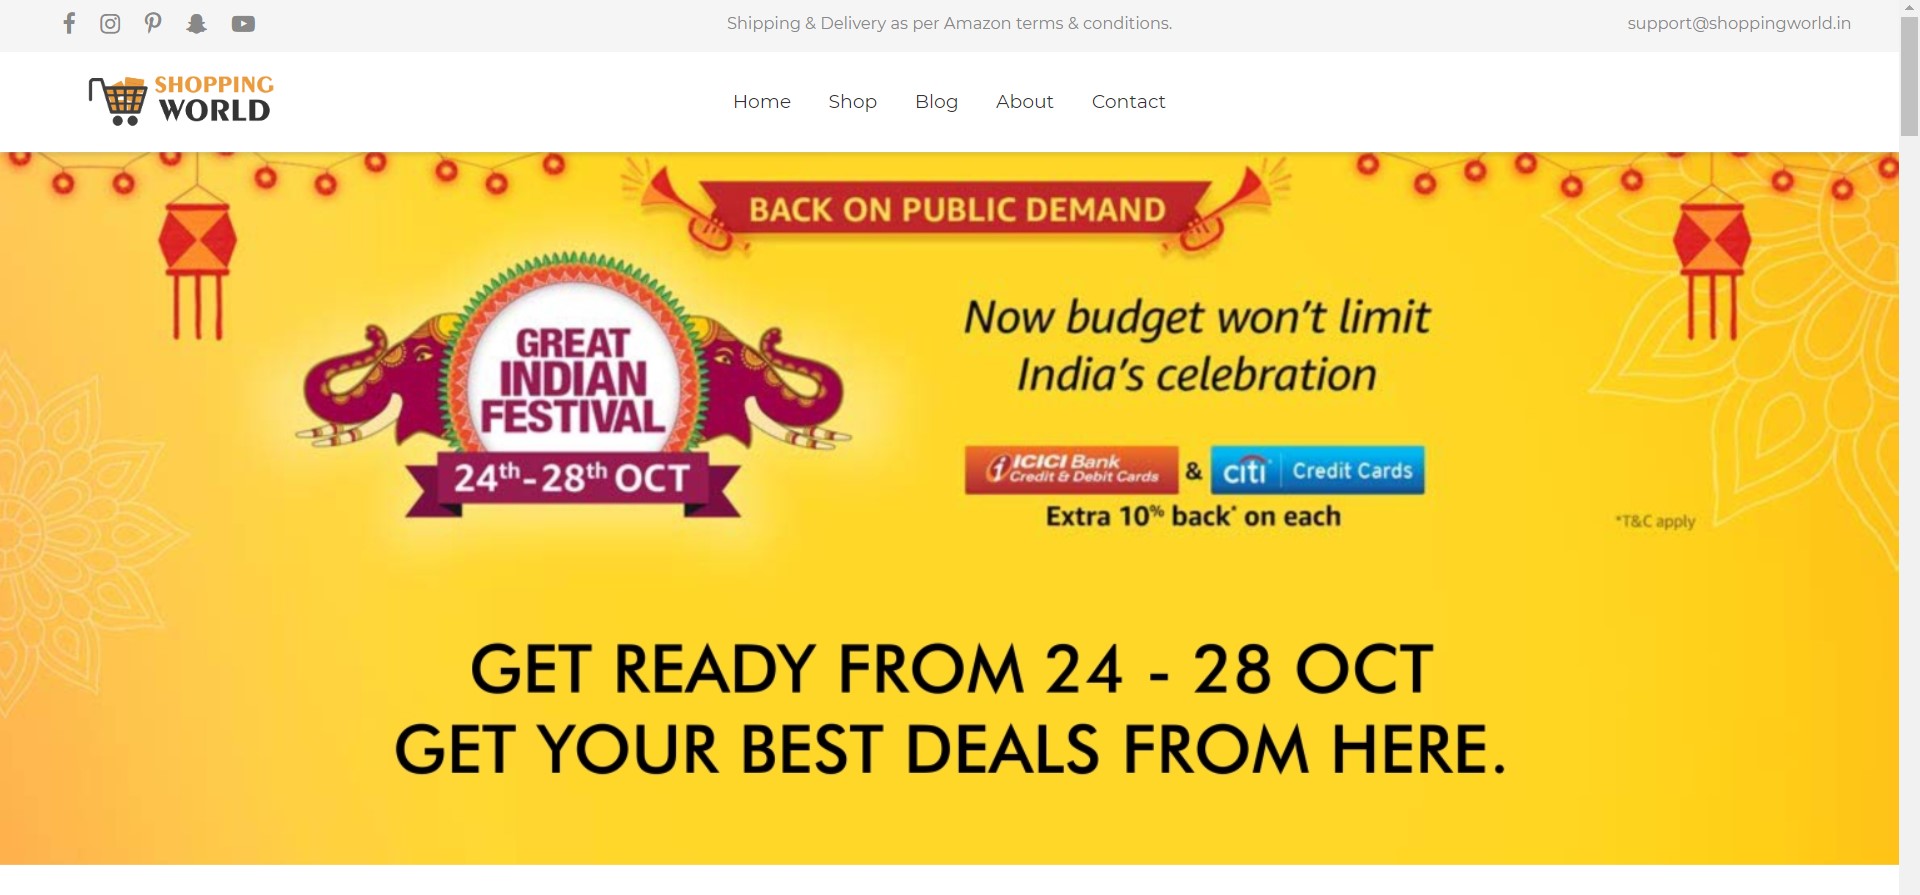 Shipping & Delivery as per Amazon terms & conditions.
support@shoppingworld.in
SHOPPING
WORLD
Home
Shop
Blog
About
Contact
BACK ON PUBLIC DEMAND
GREAT
INDIAN
FESTIVAL
24th-28th OCT
Now budget won't limit
India's celebration
ICICI Bank
Credit & Debit Cards
&
citi
Credit Cards
Extra 10% back* on each
*T&C apply
GET READY FROM 24 - 28 OCT
GET YOUR BEST DEALS FROM HERE.